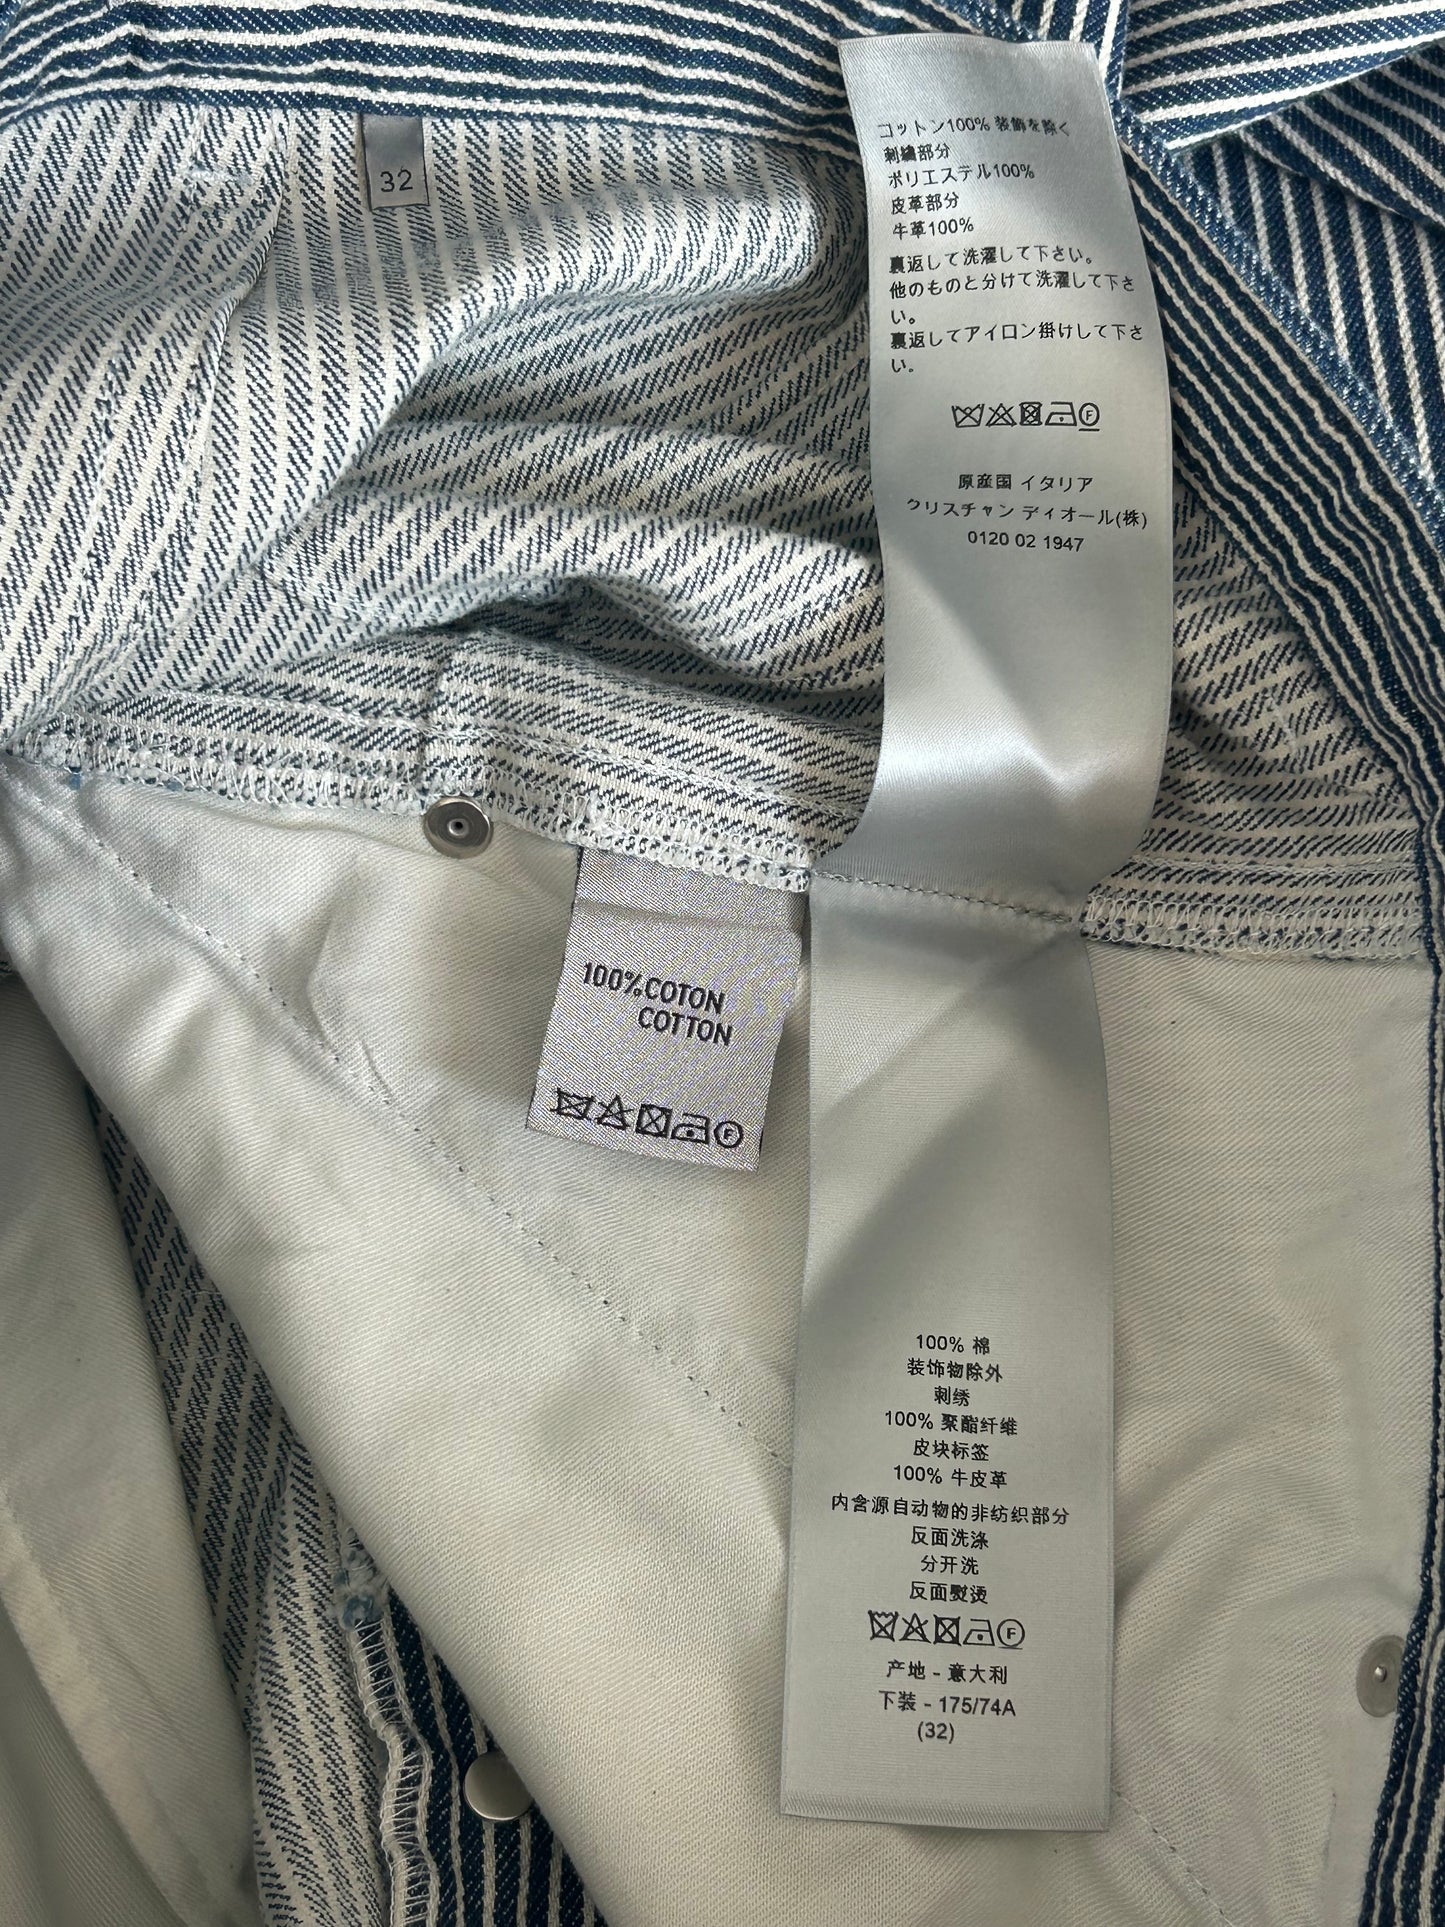 32
コットン100% 装飾を除く
刺繍部分
ポリエステル100%
皮革部分
牛革100%
裏返して洗濯して下さい。
他のものと分けて洗濯して下さ
い。
裏返してアイロン掛けして下さ
い。
F
原産国 イタリア
クリスチャン ディオール(株)
0120 02 1947
100% COTON
COTTON
F
100% 棉
装饰物除外
刺绣
100% 聚酯纤维
皮块标签
100% 牛皮革
内含源自动物的非纺织部分
反面洗涤
分开洗
反面熨烫
F
产地 - 意大利
下装 - 175/74A
(32)